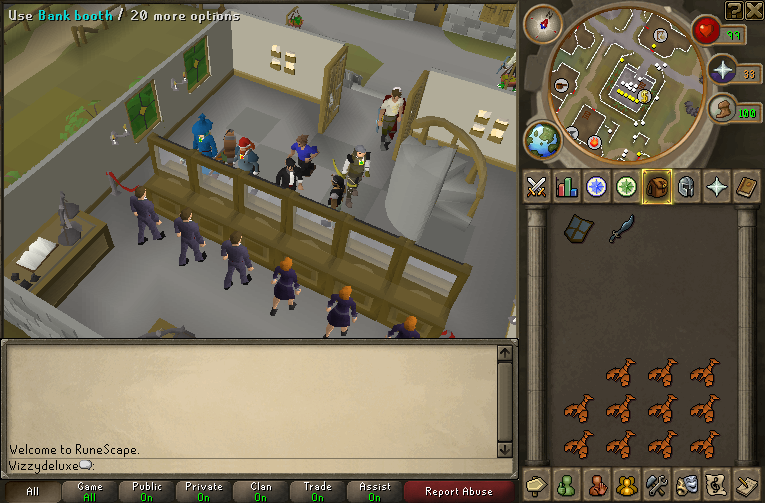 Use Bank booth / 20 more options
99
33
100
Welcome to RuneScape.
Wizzydeluxe:
All
Game
All
Public
On
Private
On
Clan
On
Trade
On
Assist
On
Report Abuse
?